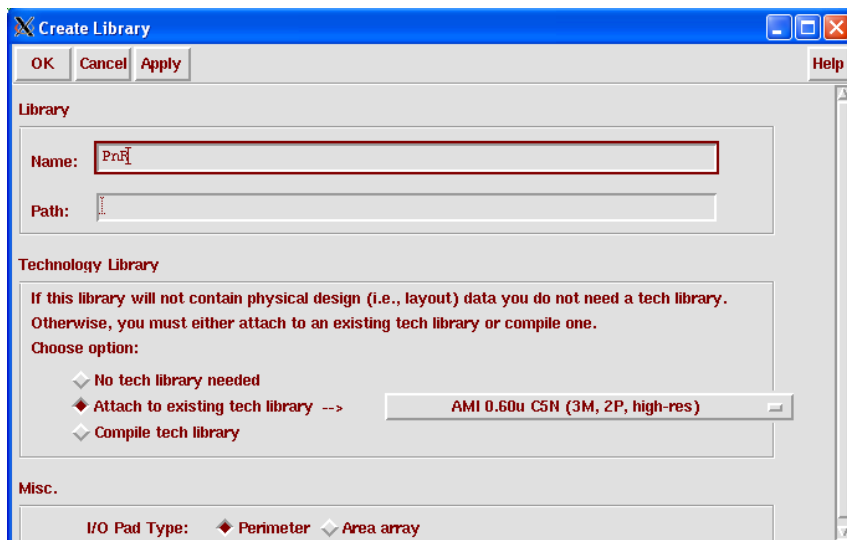 Create Library
OK Cancel Apply Help
Library
Name: PnR
Path:
Technology Library
If this library will not contain physical design (i.e., layout) data you do not need a tech library.
Otherwise, you must either attach to an existing tech library or compile one.
Choose option:
No tech library needed
Attach to existing tech library --> AMI 0.60u C5N (3M, 2P, high-res)
Compile tech library
Misc.
I/O Pad Type: Perimeter Area array